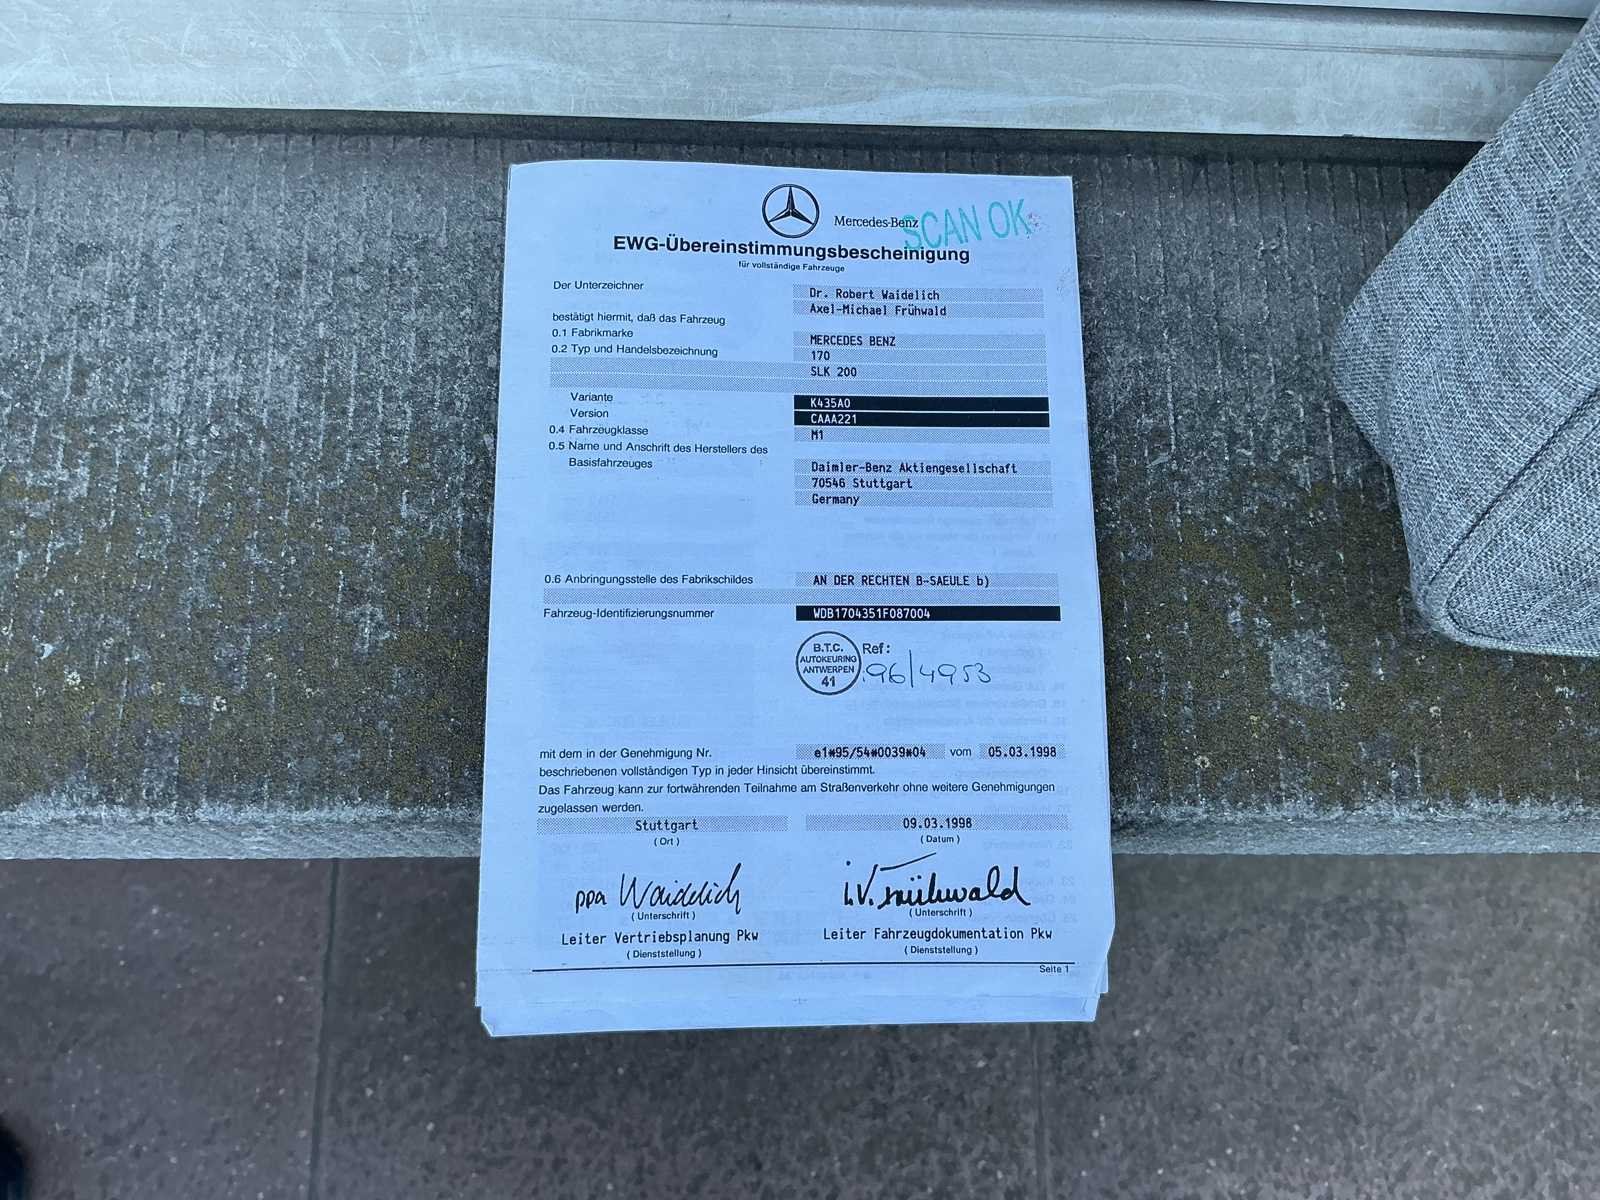 Mercedes-Benz
SCAN OK
EWG-Übereinstimmungsbescheinigung
für vollständige Fahrzeuge
Der Unterzeichner
Dr. Robert Waidelich
Axel-Michael Frühwald
bestätigt hiermit, daß das Fahrzeug
0.1 Fabrikmarke MERCEDES BENZ
0.2 Typ und Handelsbezeichnung 170
SLK 200
Variante K435A0
Version CAAA221
0.4 Fahrzeugklasse M1
0.5 Name und Anschrift des Herstellers des
Basisfahrzeuges Daimler-Benz Aktiengesellschaft
70546 Stuttgart
Germany
0.6 Anbringungsstelle des Fabrikschildes AN DER RECHTEN B-SAEULE b)
Fahrzeug-Identifizierungsnummer WDB1704351F087004
B.T.C.
AUTOKEURING
ANTWERPEN
41
Ref: 96/4953
mit dem in der Genehmigung Nr. e1*95/54*0039*04 vom 05.03.1998
beschriebenen vollständigen Typ in jeder Hinsicht übereinstimmt.
Das Fahrzeug kann zur fortwährenden Teilnahme am Straßenverkehr ohne weitere Genehmigungen
zugelassen werden.
Stuttgart 09.03.1998
( Ort ) ( Datum )
ppa Waidelich i.V. Frühwald
( Unterschrift ) ( Unterschrift )
Leiter Vertriebsplanung Pkw Leiter Fahrzeugdokumentation Pkw
( Dienststellung ) ( Dienststellung )
Seite 1